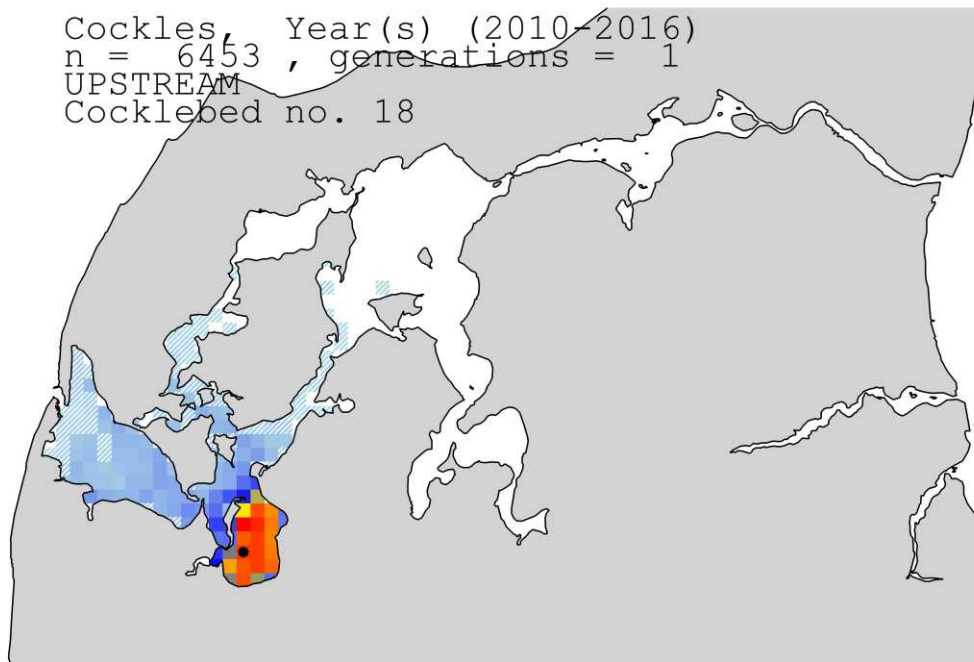 Cockles,  Year(s) (2010-2016)
n =  6453 , generations =  1
UPSTREAM
Cocklebed no. 18